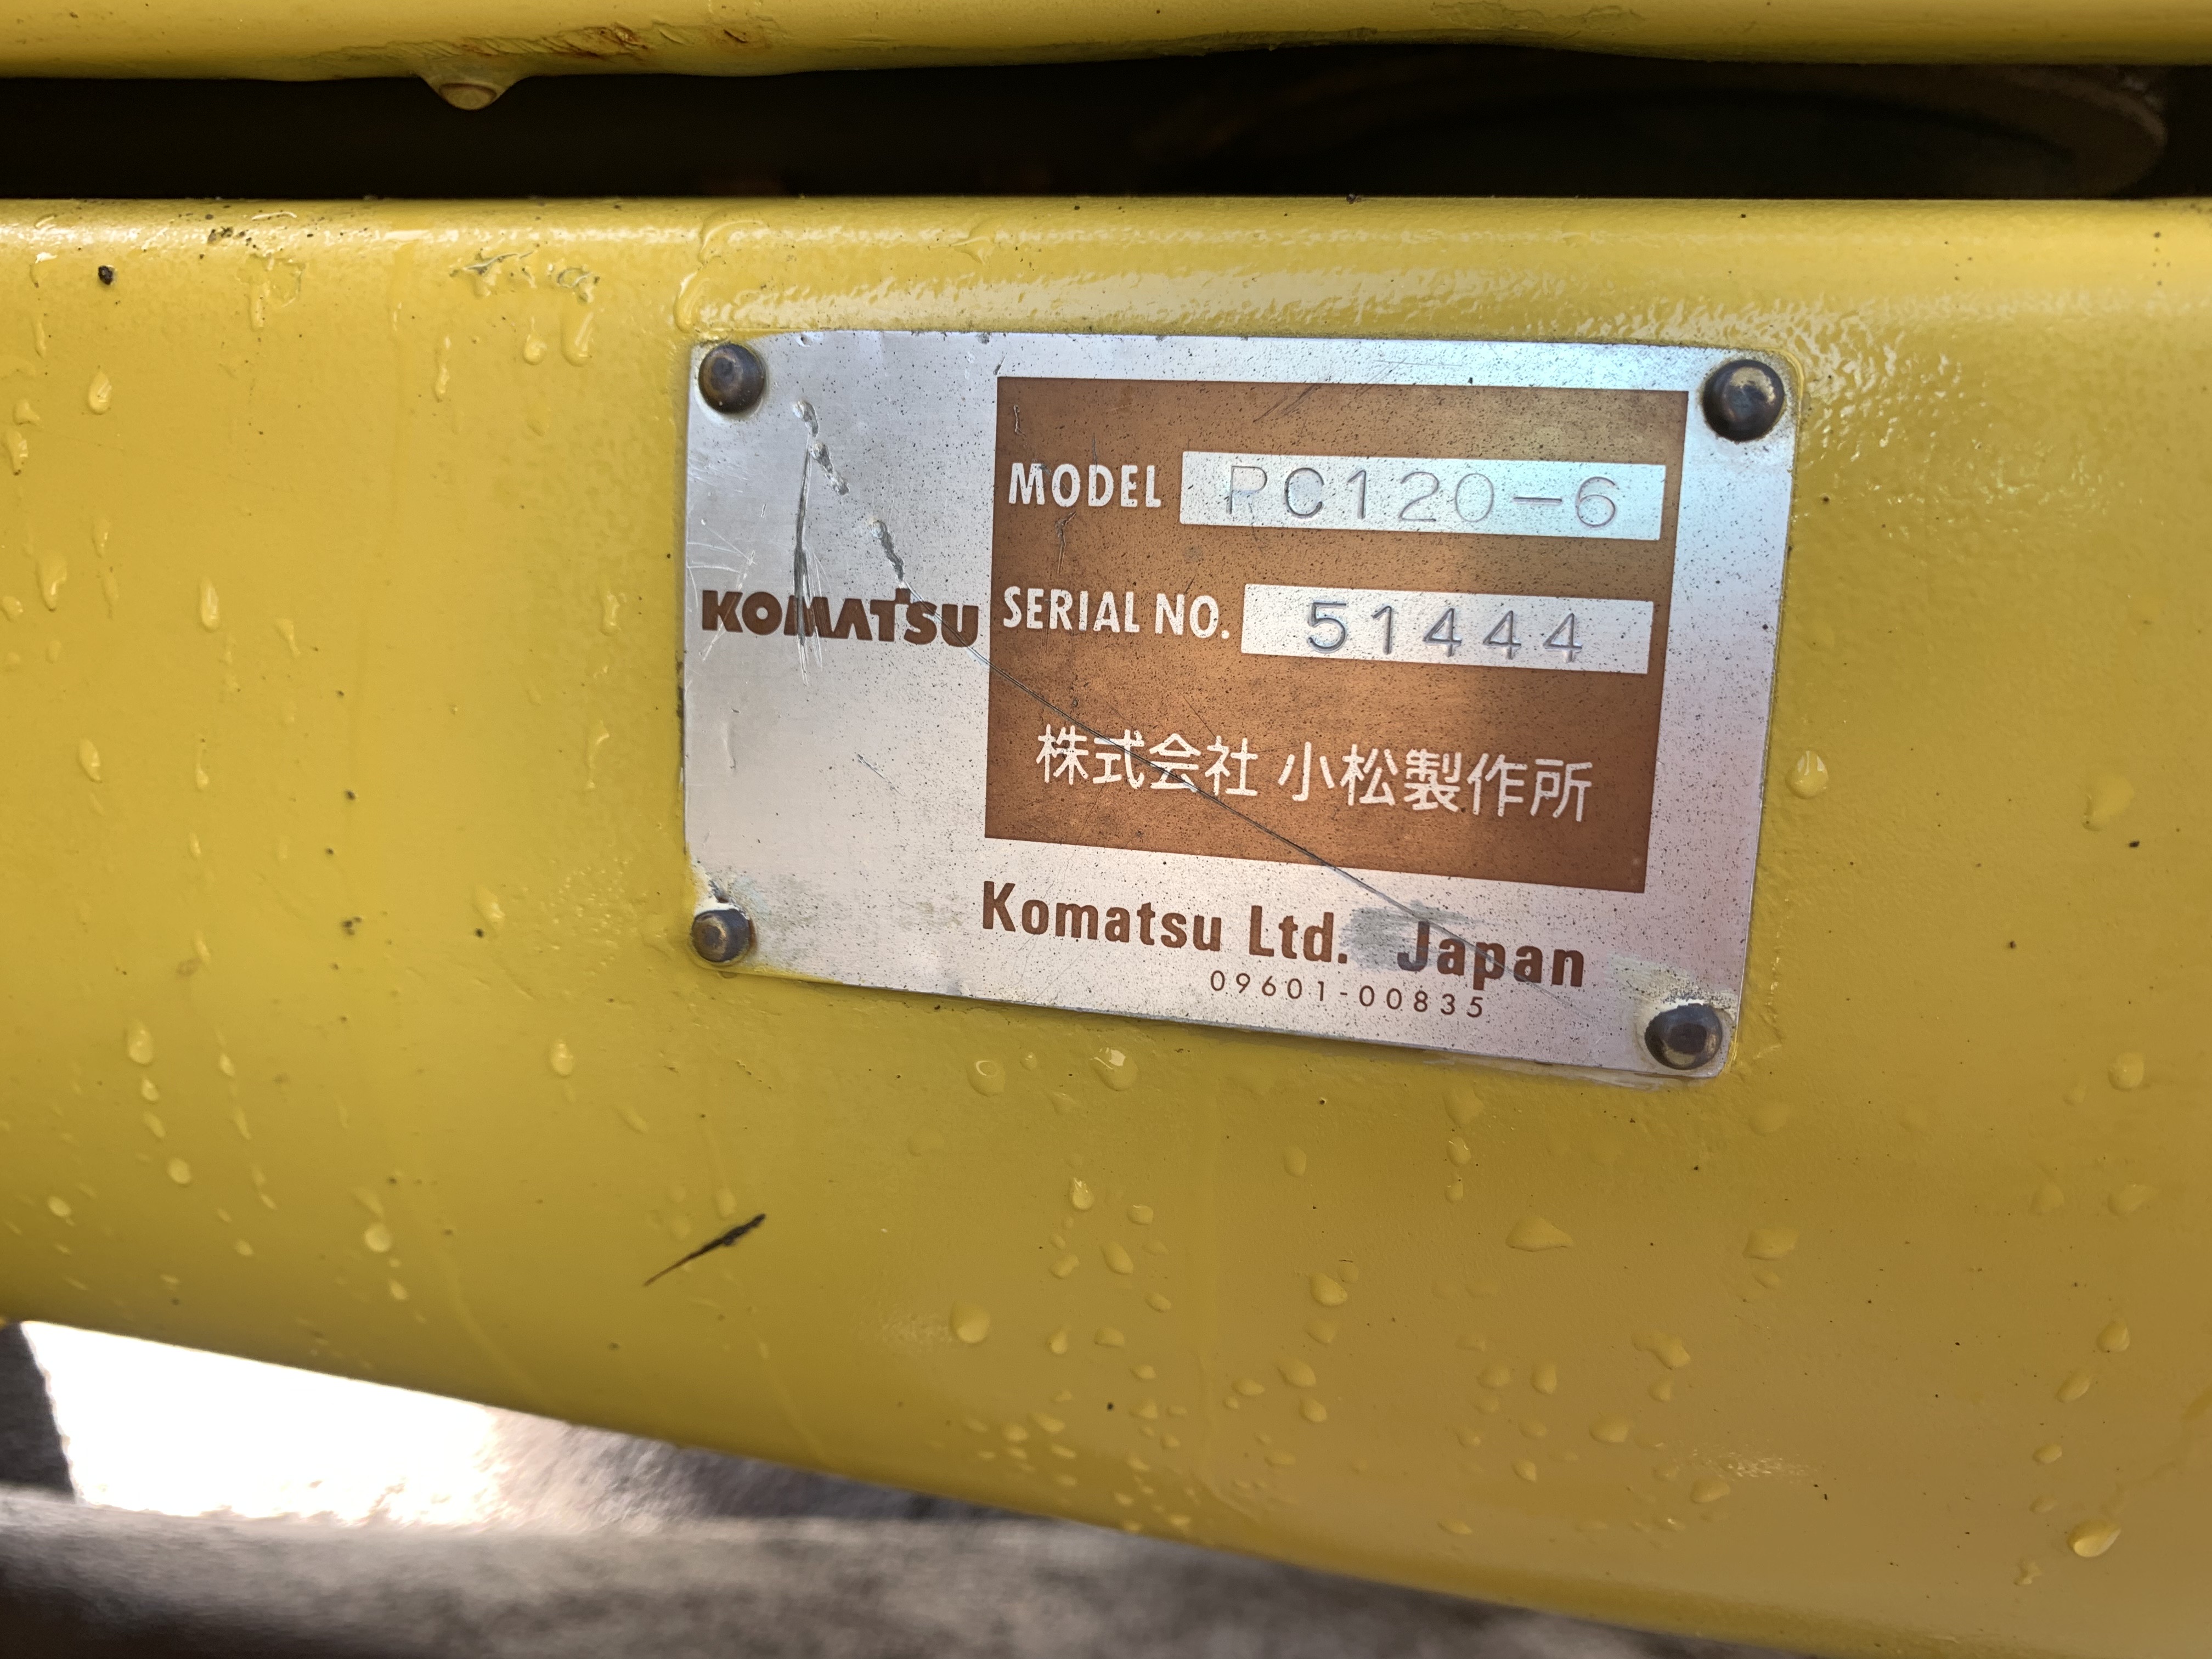 MODEL PC120-6
KOMATSU SERIAL NO. 51444
株式会社 小松製作所
Komatsu Ltd. Japan
09601-00835